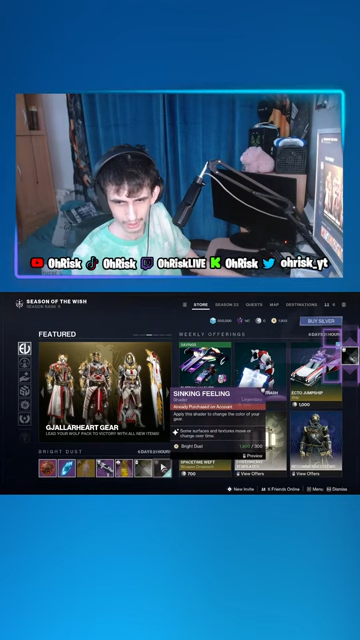 OhRisk
OhRisk
OhRiskLIVE
OhRisk
ohrisk_yt
SEASON OF THE WISH
STORE
SEASON 23
QUESTS
MAP
DESTINATIONS
BUY SILVER
FEATURED
WEEKLY OFFERINGS
GJALLARHEART GEAR
LEAD YOUR WOLF PACK TO VICTORY WITH ALL NEW ITEMS!
BRIGHT DUST
SINKING FEELING
Shader
Legendary
Already Purchased on Account
Apply this shader to change the color of your gear.
Some surfaces and textures move or change over time.
Bright Dust
Preview
ECTO JUMPSHIP
1,000
SPACETIME WEFT
700
View Offers
View Offers
New Invite
Friends Online
Menu
Dismiss